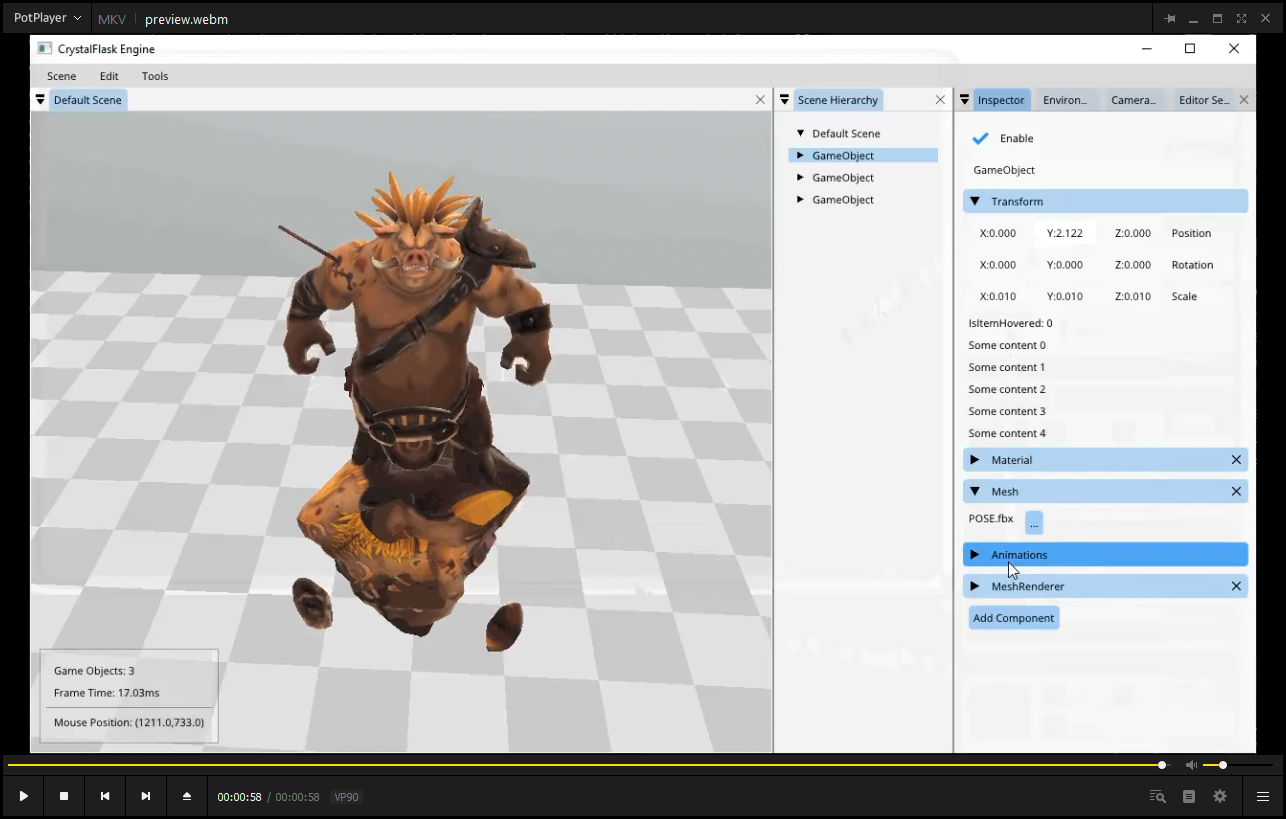 PotPlayer
MKV
preview.webm
CrystalFlask Engine
Scene Edit Tools
Default Scene
Game Objects: 3
Frame Time: 17.03ms
Mouse Position: (1211.0,733.0)
Scene Hierarchy
Default Scene
GameObject
GameObject
GameObject
Inspector Environ... Camera... Editor Se...
Enable
GameObject
Transform
X:0.000 Y:2.122 Z:0.000 Position
X:0.000 Y:0.000 Z:0.000 Rotation
X:0.010 Y:0.010 Z:0.010 Scale
IsItemHovered: 0
Some content 0
Some content 1
Some content 2
Some content 3
Some content 4
Material
Mesh
POSE.fbx ...
Animations
MeshRenderer
Add Component
00:00:58 / 00:00:58 VP90